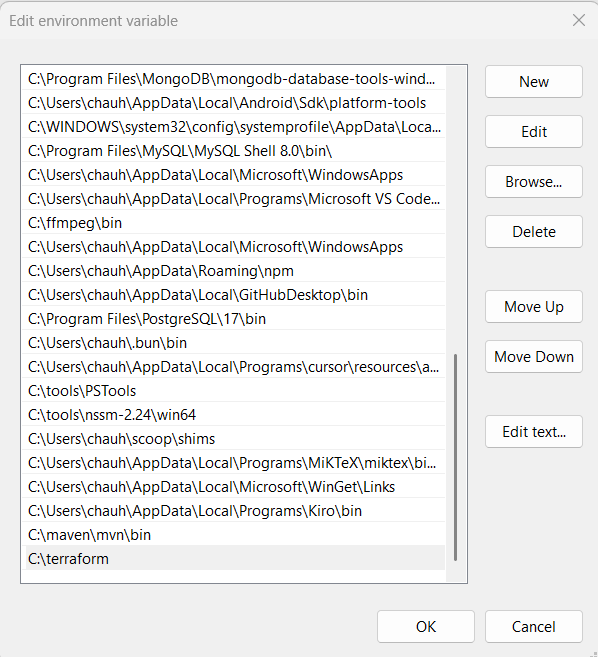 Edit environment variable
C:\Program Files\MongoDB\mongodb-database-tools-wind...
C:\Users\chauh\AppData\Local\Android\Sdk\platform-tools
C:\WINDOWS\system32\config\systemprofile\AppData\Loca...
C:\Program Files\MySQL\MySQL Shell 8.0\bin\
C:\Users\chauh\AppData\Local\Microsoft\WindowsApps
C:\Users\chauh\AppData\Local\Programs\Microsoft VS Code...
C:\ffmpeg\bin
C:\Users\chauh\AppData\Local\Microsoft\WindowsApps
C:\Users\chauh\AppData\Roaming\npm
C:\Users\chauh\AppData\Local\GitHubDesktop\bin
C:\Program Files\PostgreSQL\17\bin
C:\Users\chauh\.bun\bin
C:\Users\chauh\AppData\Local\Programs\cursor\resources\a...
C:\tools\PSTools
C:\tools\nssm-2.24\win64
C:\Users\chauh\scoop\shims
C:\Users\chauh\AppData\Local\Programs\MiKTeX\miktex\bi...
C:\Users\chauh\AppData\Local\Microsoft\WinGet\Links
C:\Users\chauh\AppData\Local\Programs\Kiro\bin
C:\maven\mvn\bin
C:\terraform
New
Edit
Browse...
Delete
Move Up
Move Down
Edit text...
OK
Cancel